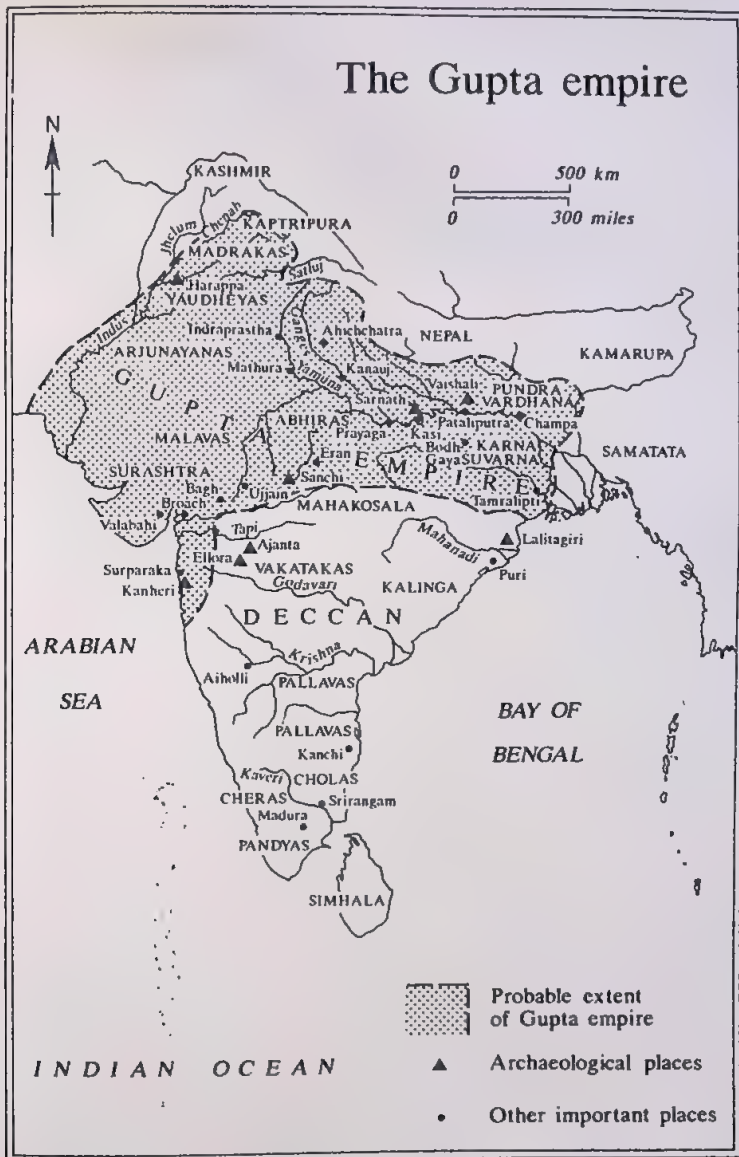 The Gupta empire
N
0 500 km
0 300 miles
KASHMIR
Jhelum
Chenab
KAPTRIPURA
MADRAKAS
Satluj
Harappa
YAUDHEYAS
Indus
Indraprastha
Ganges
Ahichchatra
NEPAL
KAMARUPA
ARJUNAYANAS
Mathura
Yamuna
Kanauj
Vaishali
PUNDRA
VARDHANA
GUPTA
Sarnath
ABHIRAS
Prayaga
Kasi
Pataliputra
Champa
MALAVAS
Eran
Bodh
Gaya
KARNA
SUVARNA
SAMATATA
EMPIRE
SURASHTRA
Sanchi
Bagh
Ujjain
Tamralipti
Broach
MAHAKOSALA
Valabahi
Tapi
Ajanta
Mahanadi
Lalitagiri
Ellora
VAKATAKAS
Surparaka
Godavari
KALINGA
Puri
Kanheri
DECCAN
ARABIAN
SEA
Krishna
Aiholli
PALLAVAS
BAY OF
BENGAL
PALLAVAS
Kanchi
Kaveri
CHOLAS
CHERAS
Srirangam
Madura
PANDYAS
SIMHALA
INDIAN OCEAN
Probable extent
of Gupta empire
Archaeological places
Other important places